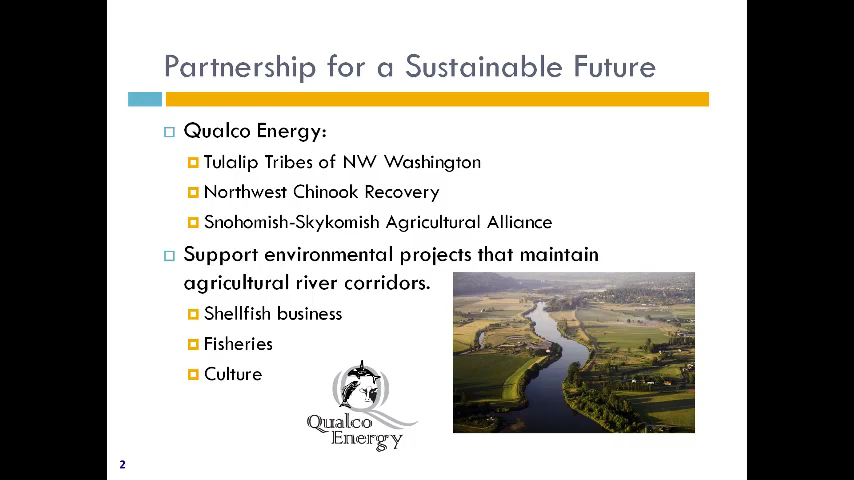 Partnership for a Sustainable Future
Qualco Energy:
Tulalip Tribes of NW Washington
Northwest Chinook Recovery
Snohomish-Skykomish Agricultural Alliance
Support environmental projects that maintain
agricultural river corridors.
Shellfish business
Fisheries
Culture
Qualco
Energy
2